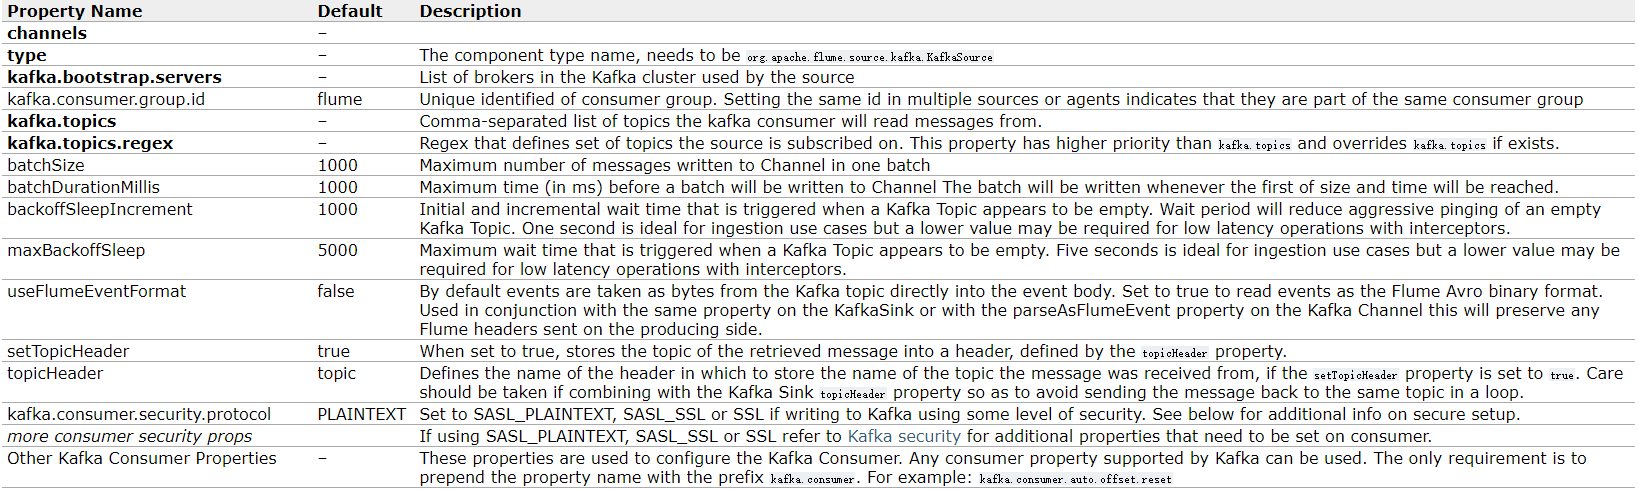 Property Name Default Description
channels –
type – The component type name, needs to be org.apache.flume.source.kafka.KafkaSource
kafka.bootstrap.servers – List of brokers in the Kafka cluster used by the source
kafka.consumer.group.id flume Unique identified of consumer group. Setting the same id in multiple sources or agents indicates that they are part of the same consumer group
kafka.topics – Comma-separated list of topics the kafka consumer will read messages from.
kafka.topics.regex – Regex that defines set of topics the source is subscribed on. This property has higher priority than kafka.topics and overrides kafka.topics if exists.
batchSize 1000 Maximum number of messages written to Channel in one batch
batchDurationMillis 1000 Maximum time (in ms) before a batch will be written to Channel The batch will be written whenever the first of size and time will be reached.
backoffSleepIncrement 1000 Initial and incremental wait time that is triggered when a Kafka Topic appears to be empty. Wait period will reduce aggressive pinging of an empty
Kafka Topic. One second is ideal for ingestion use cases but a lower value may be required for low latency operations with interceptors.
maxBackoffSleep 5000 Maximum wait time that is triggered when a Kafka Topic appears to be empty. Five seconds is ideal for ingestion use cases but a lower value may be
required for low latency operations with interceptors.
useFlumeEventFormat false By default events are taken as bytes from the Kafka topic directly into the event body. Set to true to read events as the Flume Avro binary format.
Used in conjunction with the same property on the KafkaSink or with the parseAsFlumeEvent property on the Kafka Channel this will preserve any
Flume headers sent on the producing side.
setTopicHeader true When set to true, stores the topic of the retrieved message into a header, defined by the topicHeader property.
topicHeader topic Defines the name of the header in which to store the name of the topic the message was received from, if the setTopicHeader property is set to true. Care
should be taken if combining with the Kafka Sink topicHeader property so as to avoid sending the message back to the same topic in a loop.
kafka.consumer.security.protocol PLAINTEXT Set to SASL_PLAINTEXT, SASL_SSL or SSL if writing to Kafka using some level of security. See below for additional info on secure setup.
more consumer security props If using SASL_PLAINTEXT, SASL_SSL or SSL refer to Kafka security for additional properties that need to be set on consumer.
Other Kafka Consumer Properties – These properties are used to configure the Kafka Consumer. Any consumer property supported by Kafka can be used. The only requirement is to
prepend the property name with the prefix kafka.consumer. For example: kafka.consumer.auto.offset.reset